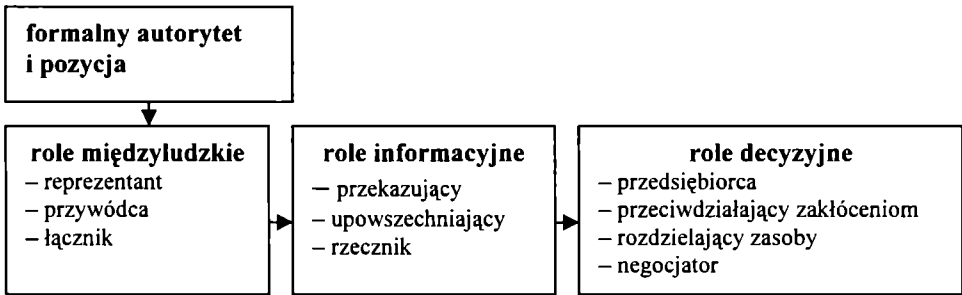 formalny autorytet
i pozycja
role międzyludzkie
– reprezentant
– przywódca
– łącznik
role informacyjne
– przekazujący
– upowszechniający
– rzecznik
role decyzyjne
– przedsiębiorca
– przeciwdziałający zakłóceniom
– rozdzielający zasoby
– negocjator